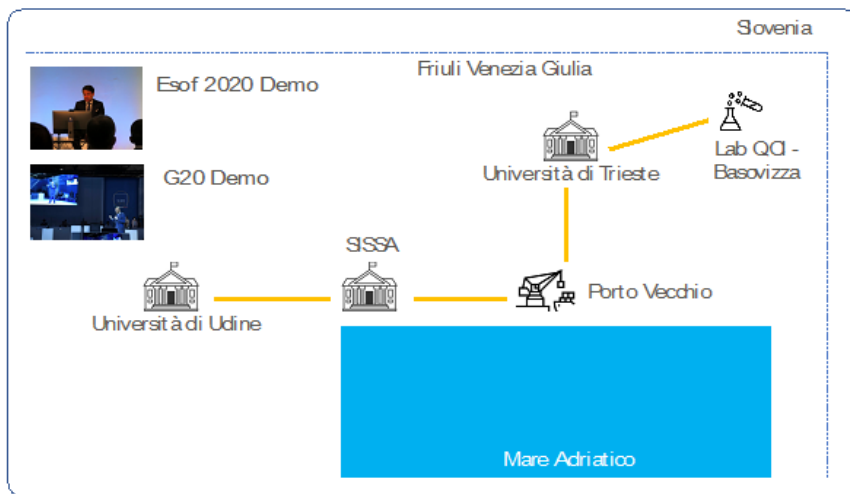 Slovenia
Friuli Venezia Giulia
Esof 2020 Demo
G20 Demo
Università di Trieste
Lab QCI -
Basovizza
SISSA
Porto Vecchio
Università di Udine
Mare Adriatico